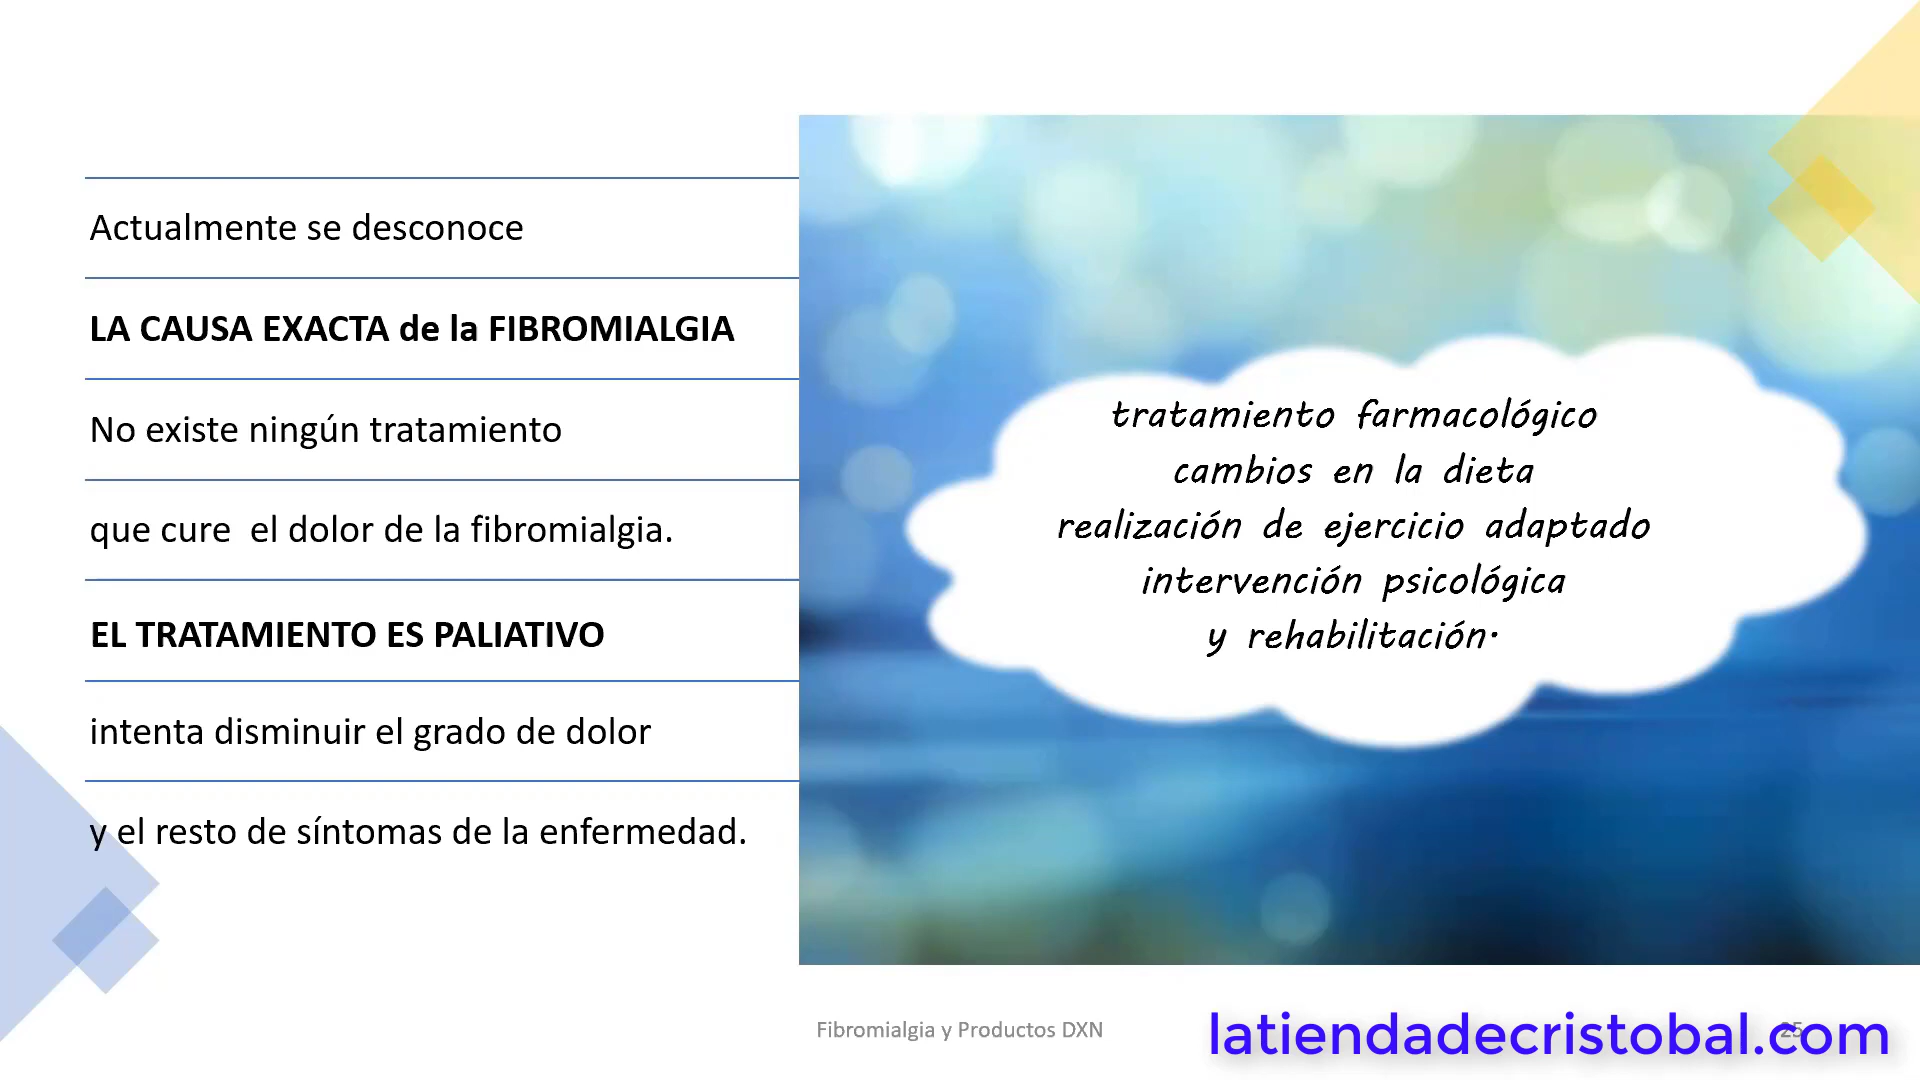 Actualmente se desconoce
LA CAUSA EXACTA de la FIBROMIALGIA
No existe ningún tratamiento
que cure  el dolor de la fibromialgia.
EL TRATAMIENTO ES PALIATIVO
intenta disminuir el grado de dolor
y el resto de síntomas de la enfermedad.
tratamiento farmacológico
cambios en la dieta
realización de ejercicio adaptado
intervención psicológica
y rehabilitación.
Fibromialgia y Productos DXN
latiendadecristobal.com
25